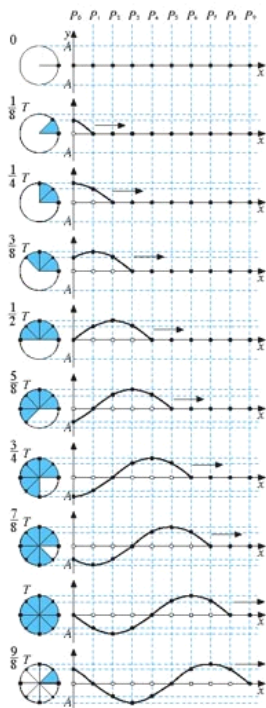 P₀ P₁ P₂ P₃ P₄ P₅ P₆ P₇ P₈ P₉
0 A y x A
1/8 T A x A
1/4 T A x A
3/8 T A x A
1/2 T A x A
5/8 T A x A
3/4 T A x A
7/8 T A x A
T A x A
9/8 T A x A